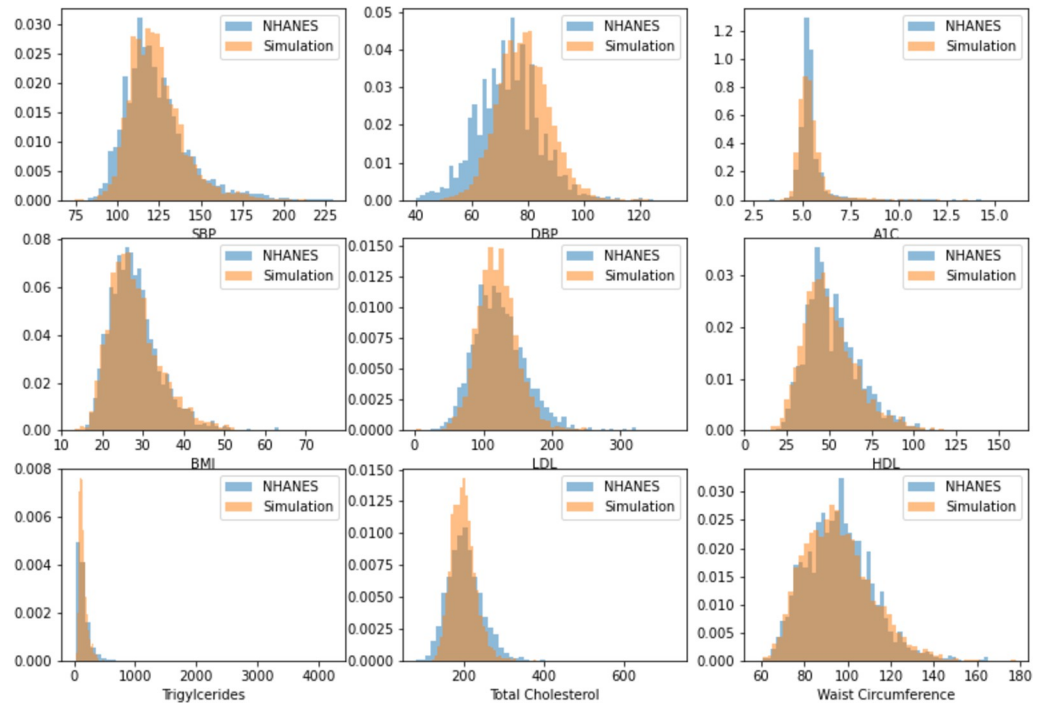 0.030
0.025
0.020
0.015
0.010
0.005
0.000
75 100 125 150 175 200 225
SBP
NHANES
Simulation
0.05
0.04
0.03
0.02
0.01
0.00
40 60 80 100 120
DBP
NHANES
Simulation
1.2
1.0
0.8
0.6
0.4
0.2
0.0
2.5 5.0 7.5 10.0 12.5 15.0
A1C
NHANES
Simulation
0.08
0.06
0.04
0.02
0.00
10 20 30 40 50 60 70
BMI
NHANES
Simulation
0.0150
0.0125
0.0100
0.0075
0.0050
0.0025
0.0000
0 100 200 300
LDL
NHANES
Simulation
0.03
0.02
0.01
0.00
0 25 50 75 100 125 150
HDL
NHANES
Simulation
0.008
0.006
0.004
0.002
0.000
0 1000 2000 3000 4000
Trigylcerides
NHANES
Simulation
0.0150
0.0125
0.0100
0.0075
0.0050
0.0025
0.0000
200 400 600
Total Cholesterol
NHANES
Simulation
0.030
0.025
0.020
0.015
0.010
0.005
0.000
60 80 100 120 140 160 180
Waist Circumference
NHANES
Simulation